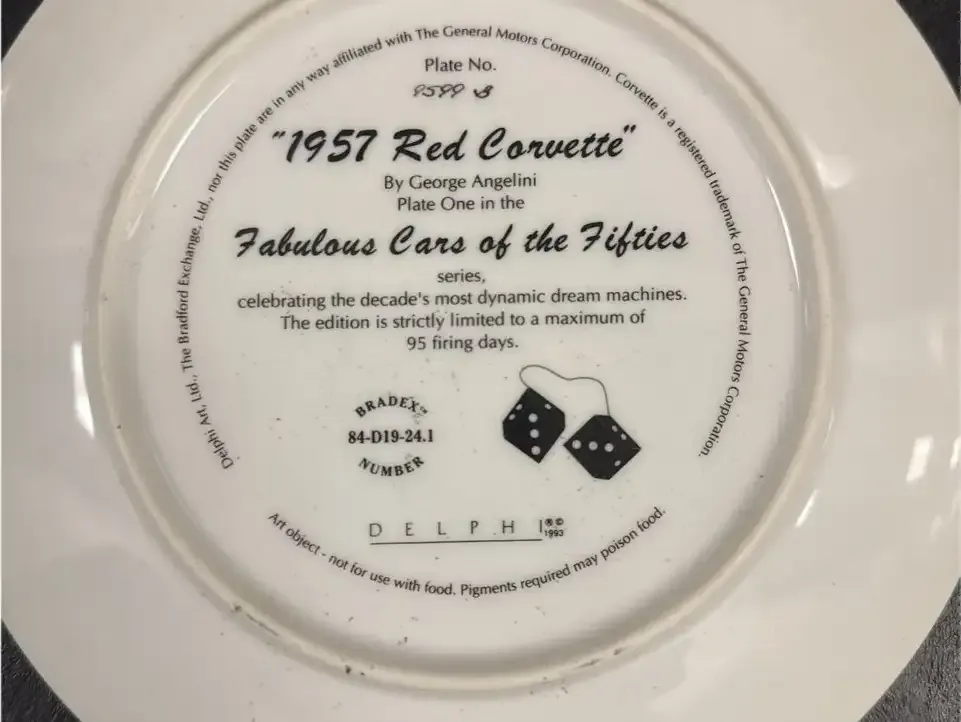 Delphi Art, Ltd., The Bradford Exchange, Ltd., nor this plate are in any way affiliated with The General Motors Corporation. Corvette is a registered trademark of The General Motors Corporation.
Plate No.
9599 B
"1957 Red Corvette"
By George Angelini
Plate One in the
Fabulous Cars of the Fifties
series,
celebrating the decade's most dynamic dream machines.
The edition is strictly limited to a maximum of
95 firing days.
BRADEX™
84-D19-24.1
NUMBER
DELPHI ®©
1993
Art object - not for use with food. Pigments required may poison food.